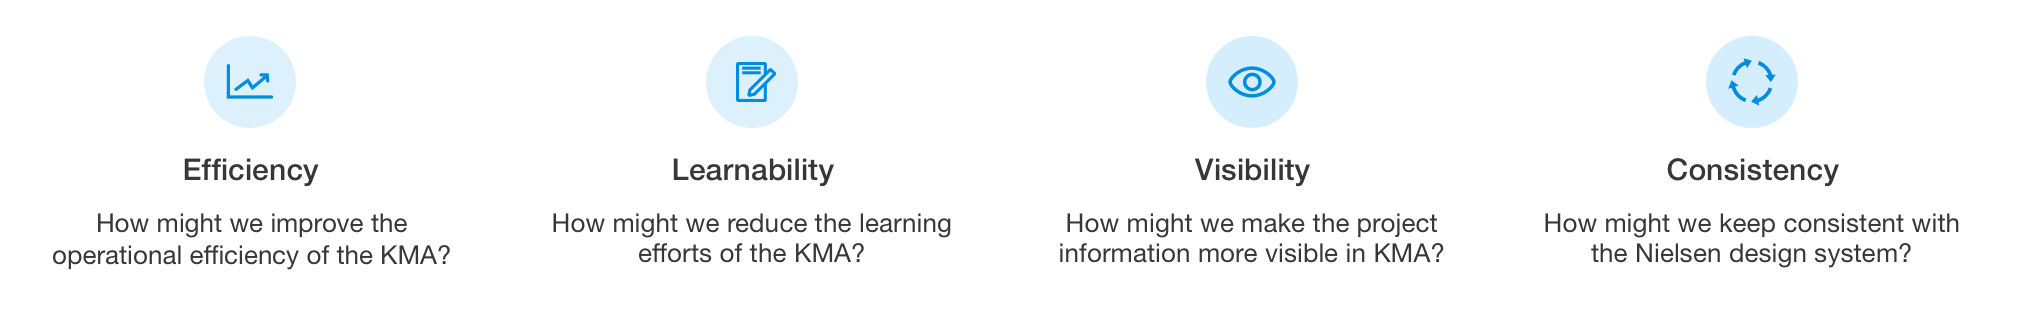 Efficiency
How might we improve the
operational efficiency of the KMA?
Learnability
How might we reduce the learning
efforts of the KMA?
Visibility
How might we make the project
information more visible in KMA?
Consistency
How might we keep consistent with
the Nielsen design system?